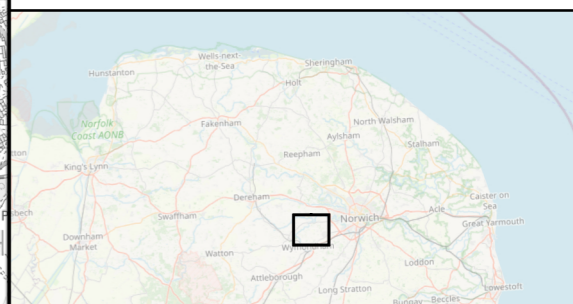 Wells-next
the-Sea
Sheringham
Hunstanton
Holt
Norfolk
Coast AONB
Fakenham
North Walsham
Aylsham
Stalham
Reepham
King's Lynn
Dereham
Caister on
Sea
Swaffham
Norwich
Acle
Great Yarmouth
Downham
Market
Watton
Loddon
Attleborough
Long Stratton
Lowestoft
Bungay
Beccles